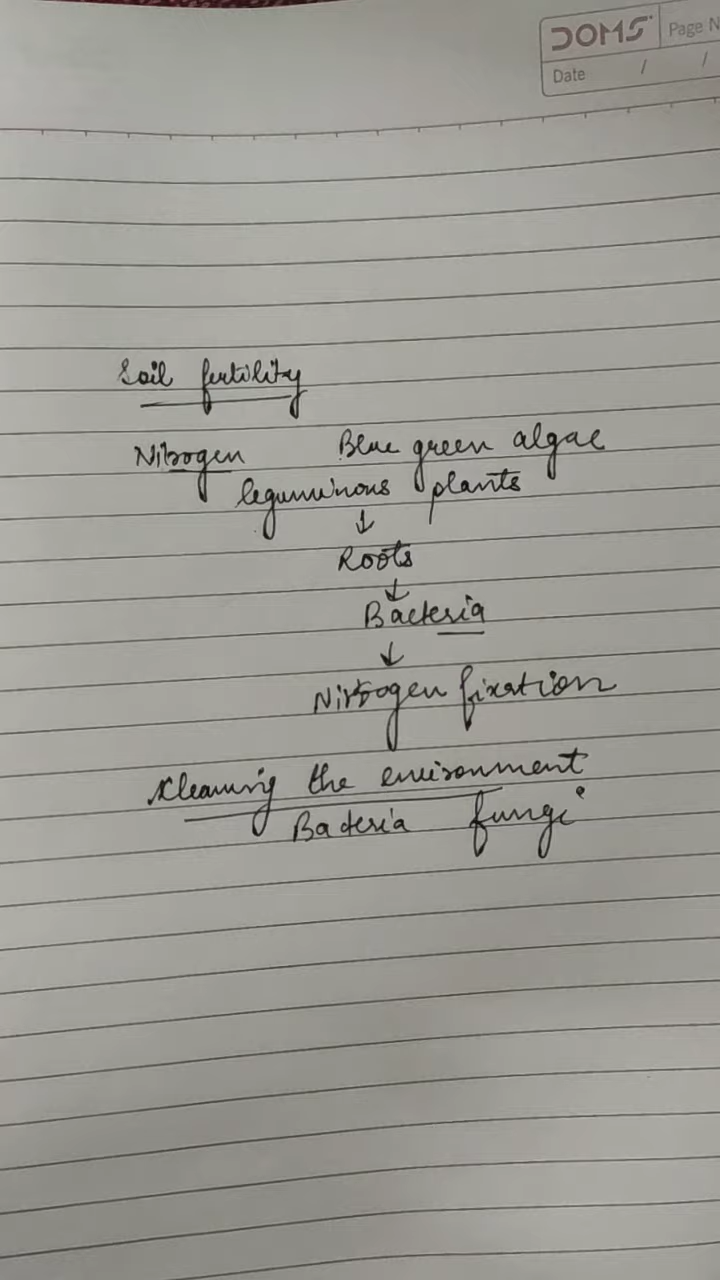 DOMS Page N
Date / /
Soil fertility
Nitrogen Blue green algae
leguminous plants
↓
Roots
↓
Bacteria
↓
Nitrogen fixation
Cleaning the environment
Bacteria fungi